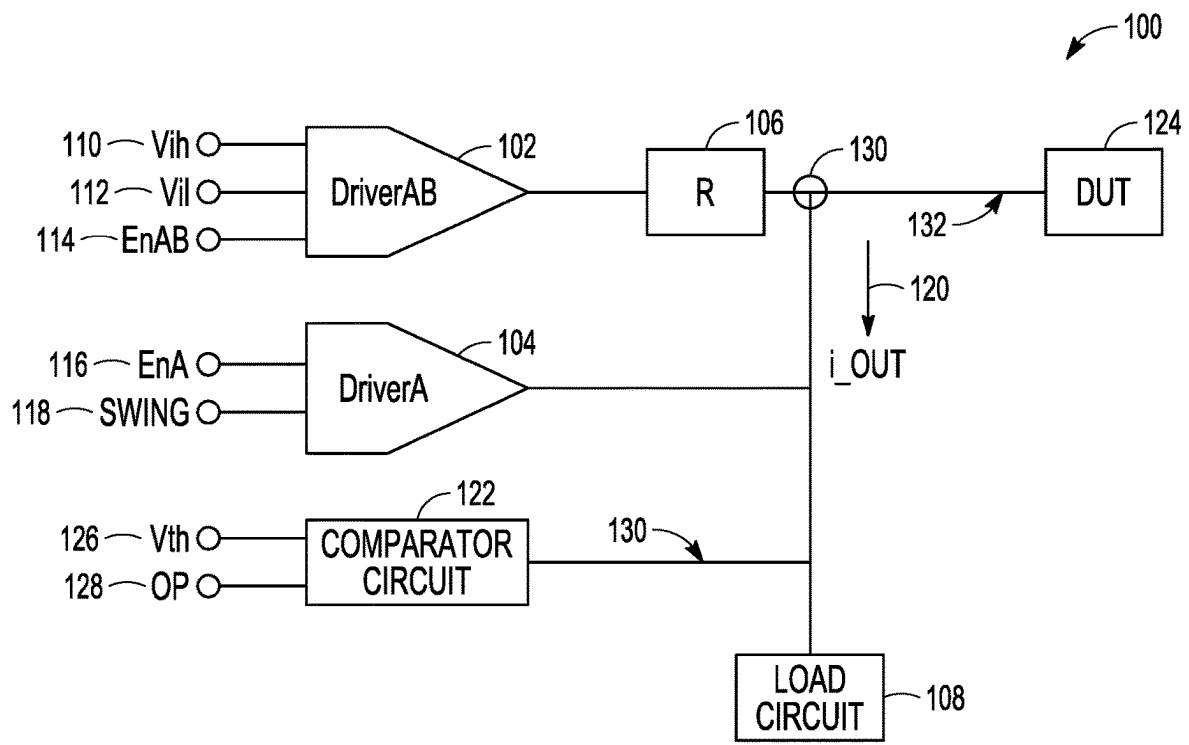 100
110 Vih
112 Vil
114 EnAB
DriverAB
102
106
R
130
132
124
DUT
120
i_OUT
116 EnA
118 SWING
DriverA
104
126 Vth
128 OP
122
COMPARATOR
CIRCUIT
130
LOAD
CIRCUIT
108